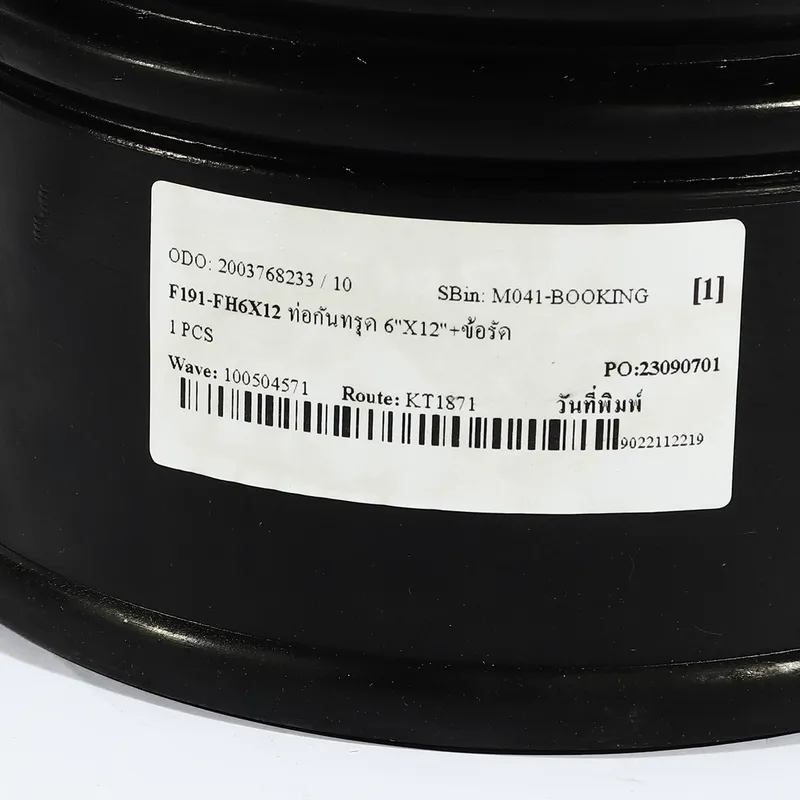 ODO: 2003768233 / 10 SBin: M041-BOOKING [1]
F191-FH6X12 ท่อกันทรุด 6"X12"+ข้อรัด
1 PCS PO:23090701
Wave: 100504571 Route: KT1871 วันที่พิมพ์
9022112219